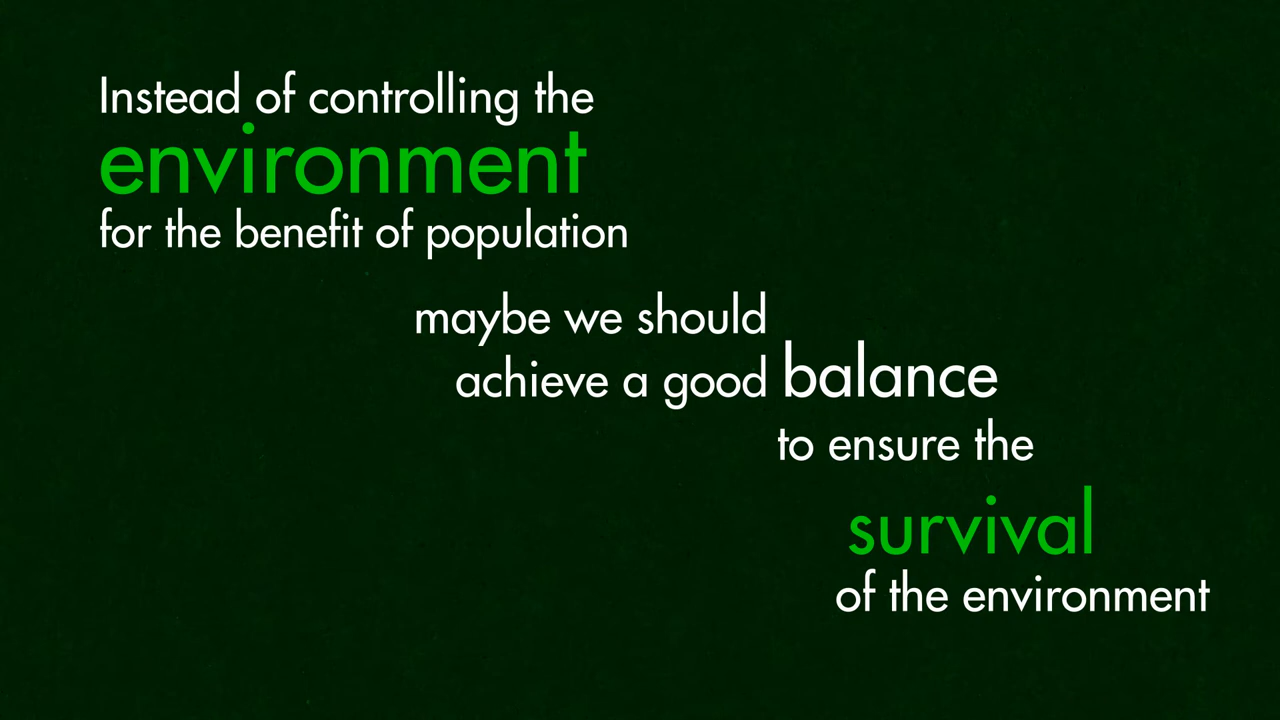 Instead of controlling the
environment
for the benefit of population
maybe we should
achieve a good balance
to ensure the
survival
of the environment